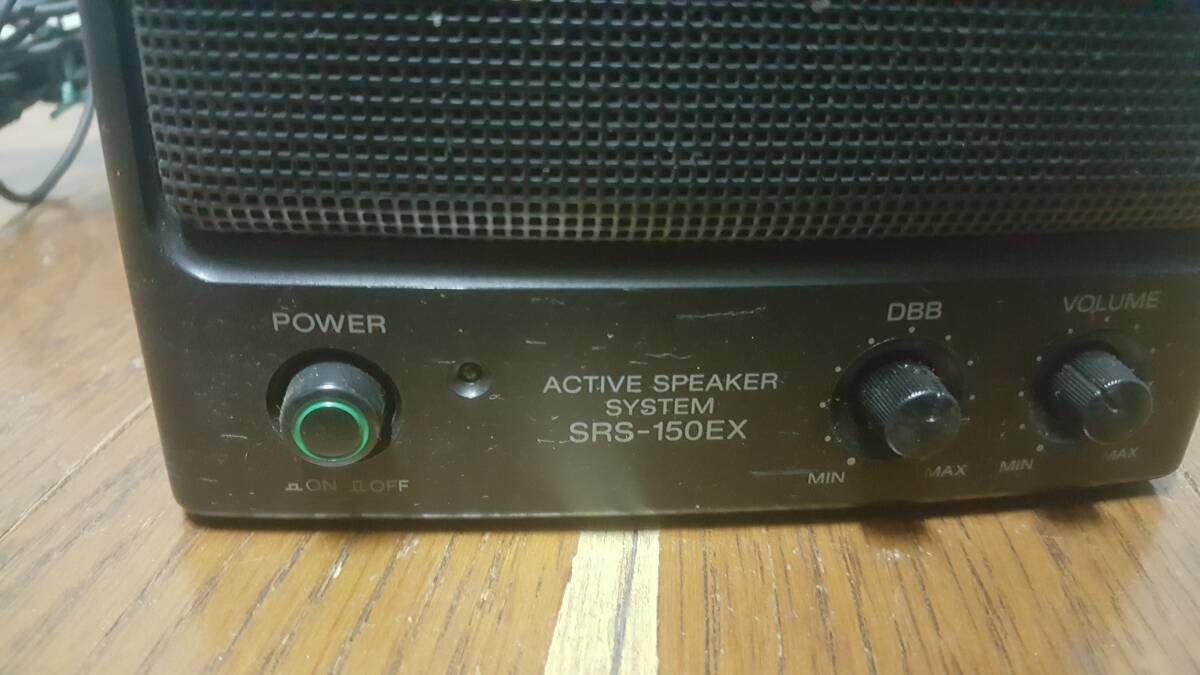 POWER
ON OFF
ACTIVE SPEAKER
SYSTEM
SRS-150EX
DBB
MIN MAX
VOLUME
MIN MAX